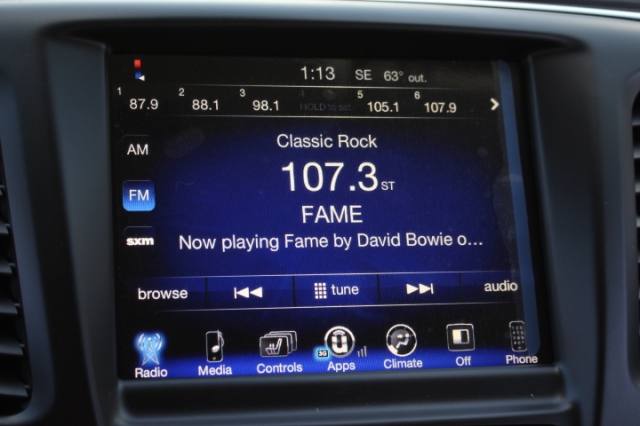 1:13 SE 63° out.
1 87.9 2 88.1 3 98.1 HOLD to set 5 105.1 6 107.9
Classic Rock
AM
107.3 ST
FM
FAME
sxm
Now playing Fame by David Bowie o...
browse tune audio
3G
Radio Media Controls Apps Climate Off Phone